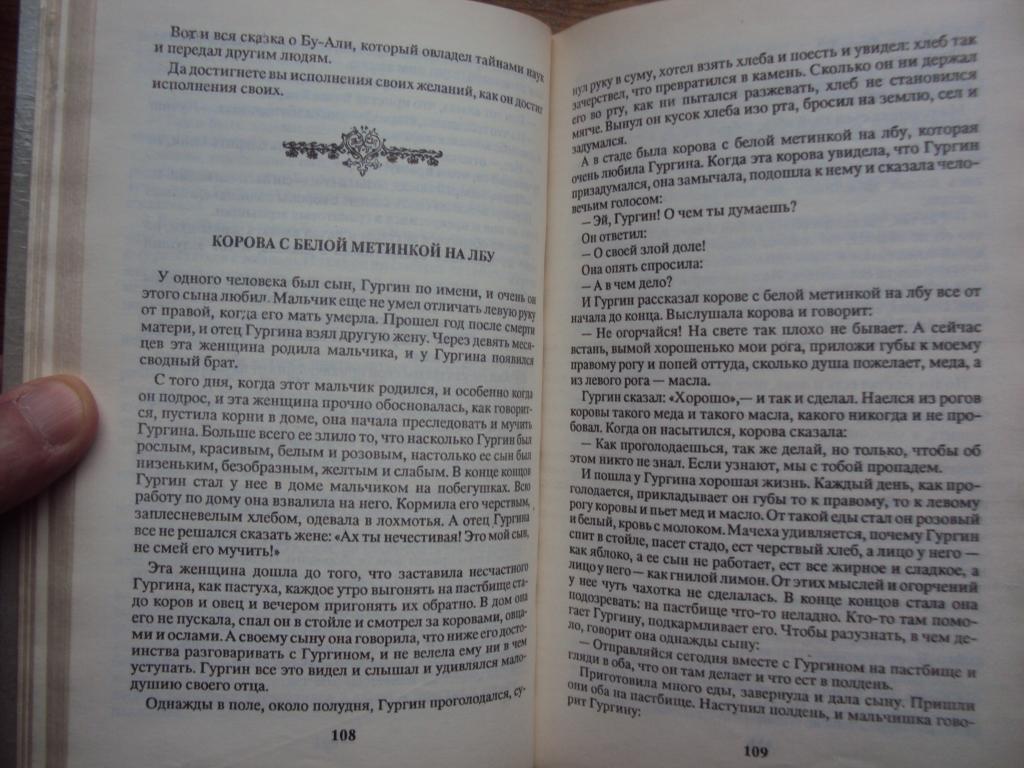 Вот и вся сказка о Бу-Али, который овладел тайнами наук
и передал другим людям.
Да достигнете вы исполнения своих желаний, как он достиг
исполнения своих.
КОРОВА С БЕЛОЙ МЕТИНКОЙ НА ЛБУ
У одного человека был сын, Гургин по имени, и очень он
этого сына любил. Мальчик еще не умел отличать левую руку
от правой, когда его мать умерла. Прошел год после смерти
матери, и отец Гургина взял другую жену. Через девять меся-
цев эта женщина родила мальчика, и у Гургина появился
сводный брат.
С того дня, когда этот мальчик родился, и особенно когда
он подрос, и эта женщина прочно обосновалась, как говорит-
ся, пустила корни в доме, она начала преследовать и мучить
Гургина. Больше всего ее злило то, что насколько Гургин был
рослым, красивым, белым и розовым, настолько ее сын был
низеньким, безобразным, желтым и слабым. В конце концов
Гургин стал у нее в доме мальчиком на побегушках. Всю
работу по дому она взвалила на него. Кормила его черствым,
заплесневелым хлебом, одевала в лохмотья. А отец Гургина
все не решался сказать жене: «Ах ты нечестивая! Это мой сын,
не смей его мучить!»
Эта женщина дошла до того, что заставила несчастного
Гургина, как пастуха, каждое утро выгонять на пастбище ста-
до коров и овец и вечером пригонять их обратно. В дом она
его не пускала, спал он в стойле и смотрел за коровами, овца-
ми и ослами. А своему сыну она говорила, что ниже его досто-
инства разговаривать с Гургином, и не велела ему ни в чем
уступать. Гургин все это видел и слышал и удивлялся мало-
душию своего отца.
Однажды в поле, около полудня, Гургин проголодался, су-
108
нул руку в суму, хотел взять хлеба и поесть и увидел: хлеб так
зачерствел, что превратился в камень. Сколько он ни держал
его во рту, как ни пытался разжевать, хлеб не становился
мягче. Вынул он кусок хлеба изо рта, бросил на землю, сел и
задумался.
А в стаде была корова с белой метинкой на лбу, которая
очень любила Гургина. Когда эта корова увидела, что Гургин
призадумался, она замычала, подошла к нему и сказала чело-
вечьим голосом:
— Эй, Гургин! О чем ты думаешь?
Он ответил:
— О своей злой доле!
Она опять спросила:
— А в чем дело?
И Гургин рассказал корове с белой метинкой на лбу все от
начала до конца. Выслушала корова и говорит:
— Не огорчайся! На свете так плохо не бывает. А сейчас
встань, вымой хорошенько мои рога, приложи губы к моему
правому рогу и попей оттуда, сколько душа пожелает, меда, а
из левого рога — масла.
Гургин сказал: «Хорошо»,— и так и сделал. Наелся из рогов
коровы такого меда и такого масла, какого никогда и не про-
бовал. Когда он насытился, корова сказала:
— Как проголодаешься, так же делай, но только, чтобы об
этом никто не знал. Если узнают, мы с тобой пропадем.
И пошла у Гургина хорошая жизнь. Каждый день, как про-
голодается, прикладывает он губы то к правому, то к левому
рогу коровы и пьет мед и масло. От такой еды стал он розовый
и белый, кровь с молоком. Мачеха удивляется, почему Гургин
спит в стойле, пасет стадо, ест черствый хлеб, а лицо у него —
как яблоко, а ее сын не работает, ест все жирное и сладкое, а
лицо у него — как гнилой лимон. От этих мыслей и огорчений
у нее чуть чахотка не сделалась. В конце концов стала она
подозревать: на пастбище что-то неладно. Кто-то там помо-
гает Гургину, подкармливает его. Чтобы разузнать, в чем де-
ло, говорит она однажды сыну:
— Отправляйся сегодня вместе с Гургином на пастбище и
гляди в оба, что он там делает и что ест в полдень.
Приготовила много еды, завернула и дала сыну. Пришли
они оба на пастбище. Наступил полдень, и мальчишка гово-
рит Гургину:
109